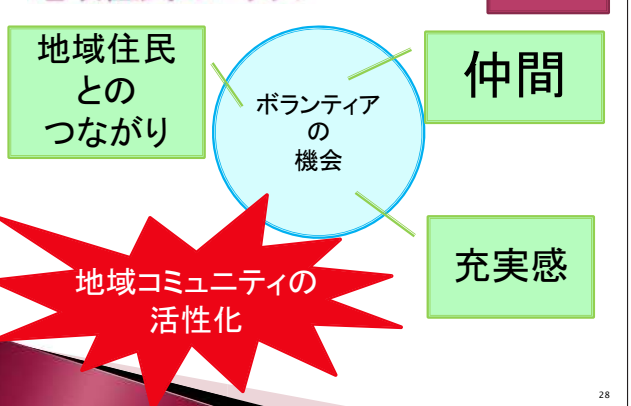 地域住民
との
つながり
ボランティア
の
機会
仲間
充実感
地域コミュニティの
活性化
28